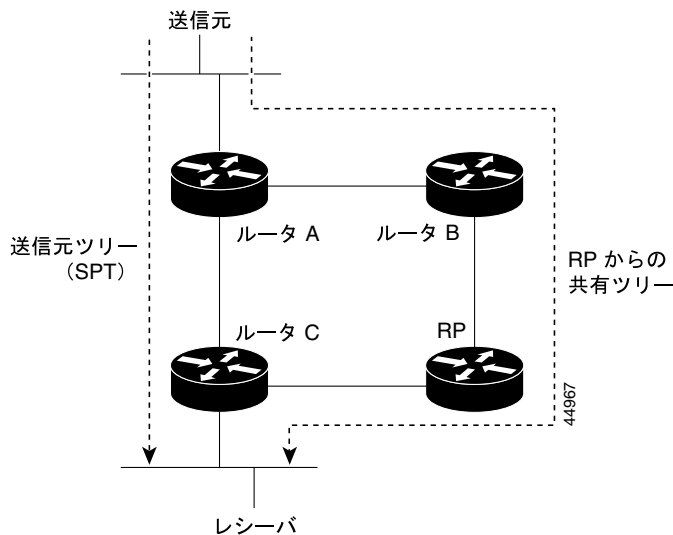 送信元
ルータ A
ルータ B
送信元ツリー
（SPT）
RP からの
共有ツリー
ルータ C
RP
44967
レシーバ